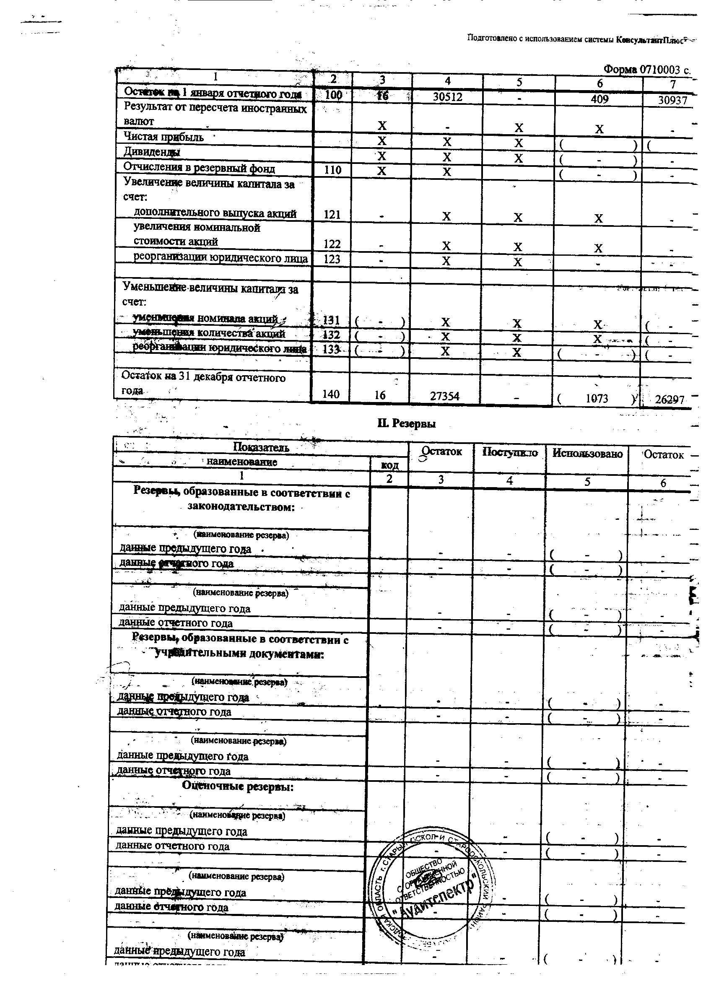 Подготовлено с использованием системы КонсультантПлюс
Форма 0710003 с.
1 2 3 4 5 6 7
Остаток на 1 января отчетного года 100 16 30512 - 409 30937
Результат от пересчета иностранных
валют X - X X -
Чистая прибыль X X X ( ) (
Дивиденды X X X ( - ) -
Отчисления в резервный фонд 110 X X ( - ) -
Увеличение величины капитала за
счет:
дополнительного выпуска акций 121 - X X X -
увеличения номинальной
стоимости акций 122 - X X X -
реорганизации юридического лица 123 - X X - -
Уменьшение величины капитала за
счет:
уменьшения номинала акций 131 ( - ) X X X ( -
уменьшения количества акций 132 ( - ) X X X ( -
реорганизации юридического лица 133 ( - ) X X ( - ) ( -
Остаток на 31 декабря отчетного
года 140 16 27354 - ( 1073 ) 26297
II. Резервы
Показатель Остаток Поступило Использовано Остаток
наименование код
1 2 3 4 5 6
Резервы, образованные в соответствии с
законодательством:
(наименование резерва)
данные предыдущего года - - ( - ) -
данные отчетного года - - ( - ) -
(наименование резерва)
данные предыдущего года - - ( - ) -
данные отчетного года - - ( - ) -
Резервы, образованные в соответствии с
учредительными документами:
(наименование резерва)
данные предыдущего года - - ( - ) -
данные отчетного года - - ( - ) -
(наименование резерва)
данные предыдущего года - - ( - ) -
данные отчетного года - - ( - ) -
Оценочные резервы:
(наименование резерва)
данные предыдущего года - ( - ) -
данные отчетного года - - ( - ) -
(наименование резерва)
данные предыдущего года - - ( - ) -
данные отчетного года - - ( - ) -
(наименование резерва)
данные предыдущего года - - ( - ) -
ОБЛАСТЬ г. СТАРЫЙ ОСКОЛ И СТАРООСКОЛЬСКИЙ РАЙОН
ОБЩЕСТВО
С ОГРАНИЧЕННОЙ
ОТВЕТСТВЕННОСТЬЮ
"Аудитспектр"